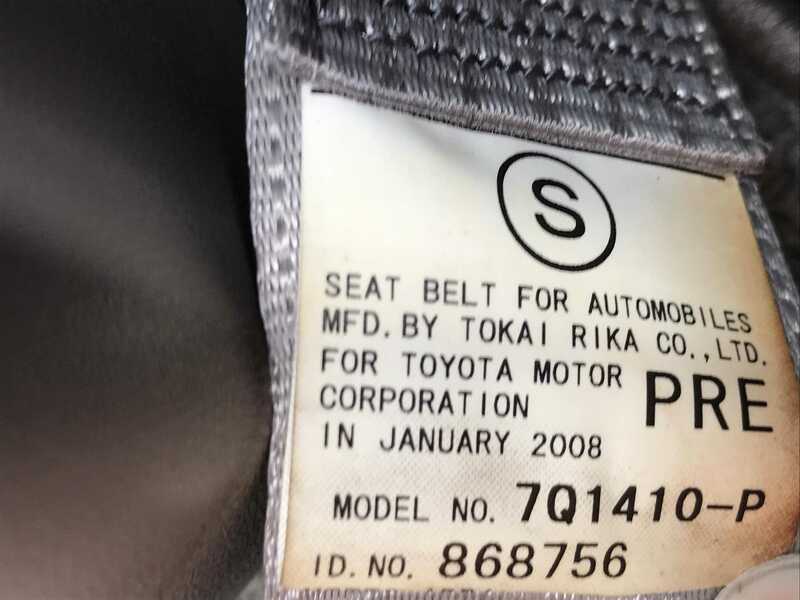 S
SEAT BELT FOR AUTOMOBILES
MFD. BY TOKAI RIKA CO., LTD.
FOR TOYOTA MOTOR
CORPORATION
PRE
IN JANUARY 2008
MODEL NO. 7Q1410-P
ID. NO. 868756